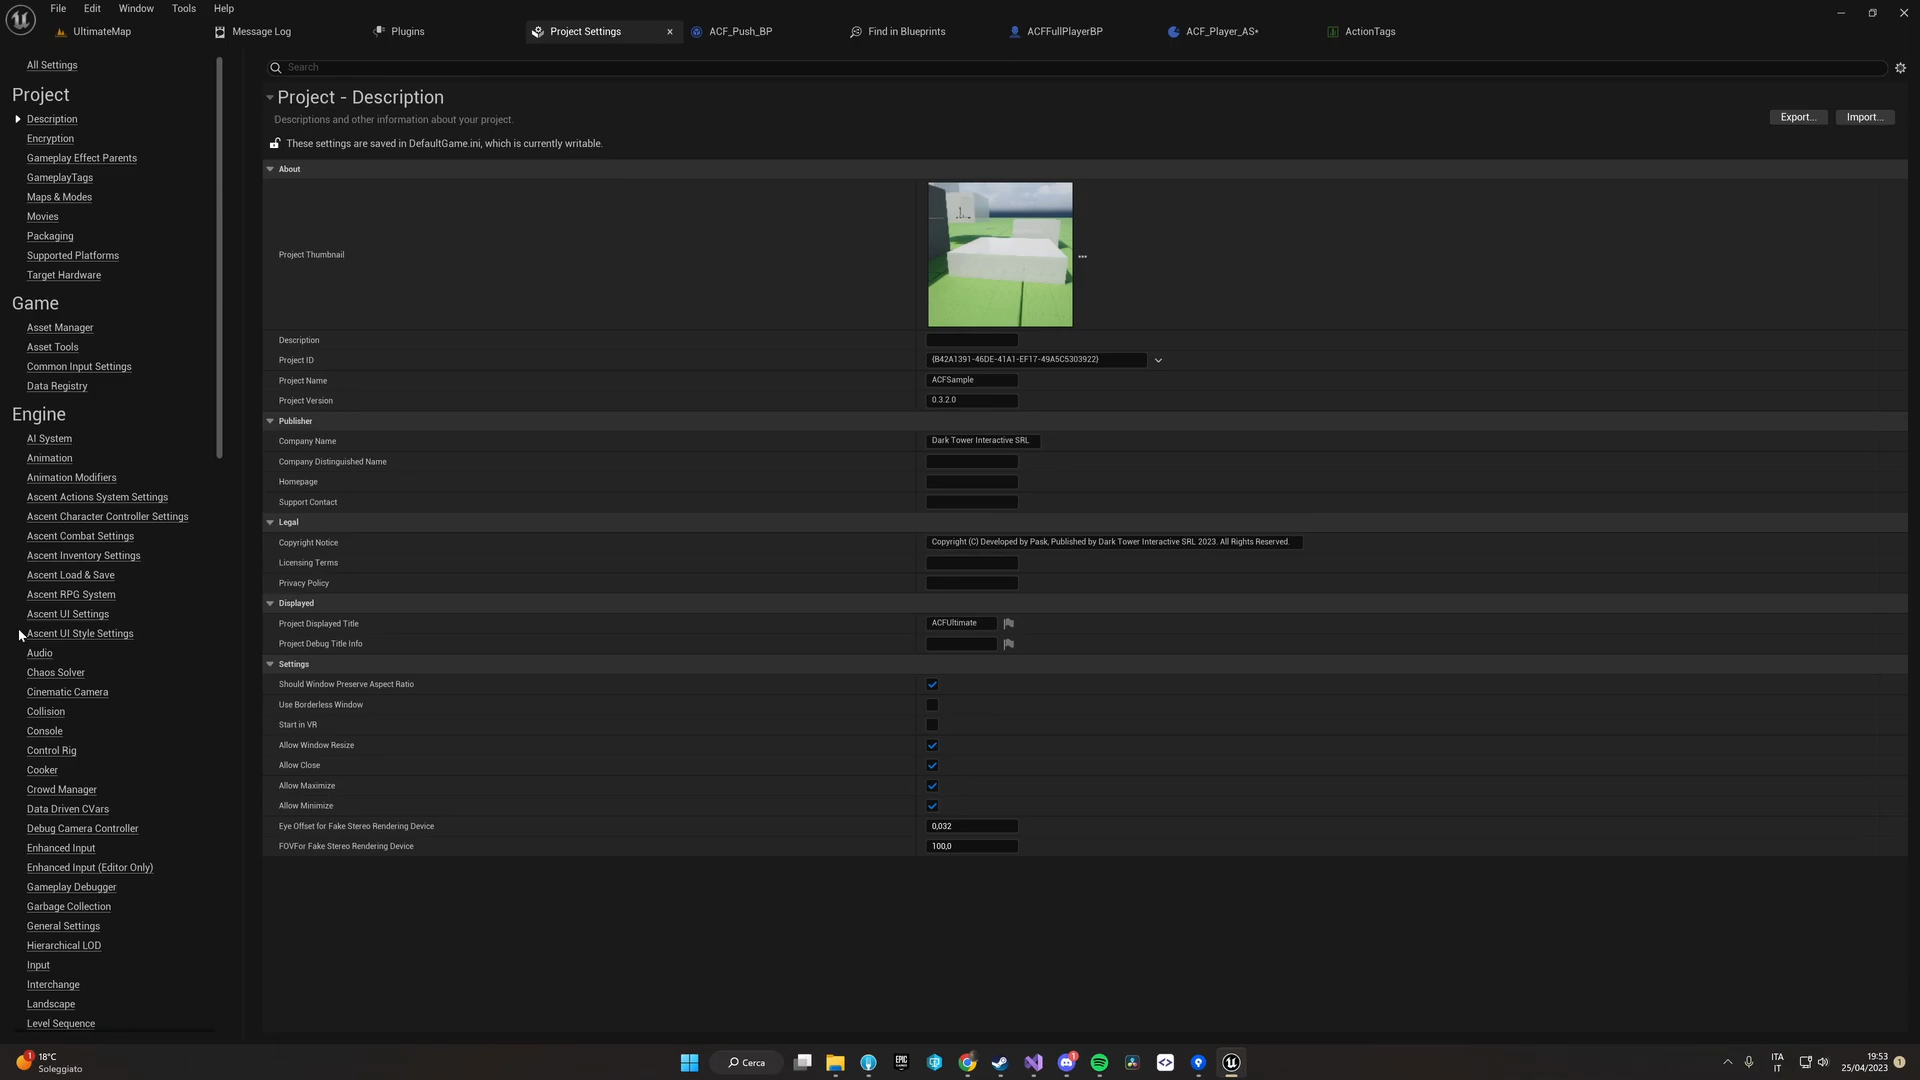 File Edit Window Tools Help
UltimateMap Message Log Plugins Project Settings ACF_Push_BP Find in Blueprints ACFFullPlayerBP ACF_Player_AS* ActionTags
All Settings
Search
Project
Description
Encryption
Gameplay Effect Parents
GameplayTags
Maps & Modes
Movies
Packaging
Supported Platforms
Target Hardware
Game
Asset Manager
Asset Tools
Common Input Settings
Data Registry
Engine
AI System
Animation
Animation Modifiers
Ascent Actions System Settings
Ascent Character Controller Settings
Ascent Combat Settings
Ascent Inventory Settings
Ascent Load & Save
Ascent RPG System
Ascent UI Settings
Ascent UI Style Settings
Audio
Chaos Solver
Cinematic Camera
Collision
Console
Control Rig
Cooker
Crowd Manager
Data Driven CVars
Debug Camera Controller
Enhanced Input
Enhanced Input (Editor Only)
Gameplay Debugger
Garbage Collection
General Settings
Hierarchical LOD
Input
Interchange
Landscape
Level Sequence
Project - Description
Descriptions and other information about your project.
Export... Import...
These settings are saved in DefaultGame.ini, which is currently writable.
About
Project Thumbnail
Description
Project ID {B42A1391-46DE-41A1-EF17-49A5C5303922}
Project Name ACFSample
Project Version 0.3.2.0
Publisher
Company Name Dark Tower Interactive SRL
Company Distinguished Name
Homepage
Support Contact
Legal
Copyright Notice Copyright (C) Developed by Pask, Published by Dark Tower Interactive SRL 2023. All Rights Reserved.
Licensing Terms
Privacy Policy
Displayed
Project Displayed Title ACFUltimate
Project Debug Title Info
Settings
Should Window Preserve Aspect Ratio
Use Borderless Window
Start in VR
Allow Window Resize
Allow Close
Allow Maximize
Allow Minimize
Eye Offset for Fake Stereo Rendering Device 0,032
FOVFor Fake Stereo Rendering Device 100,0
1 18°C
Soleggiato
Cerca
EPIC
1
ITA
IT
19:53
25/04/2023
1